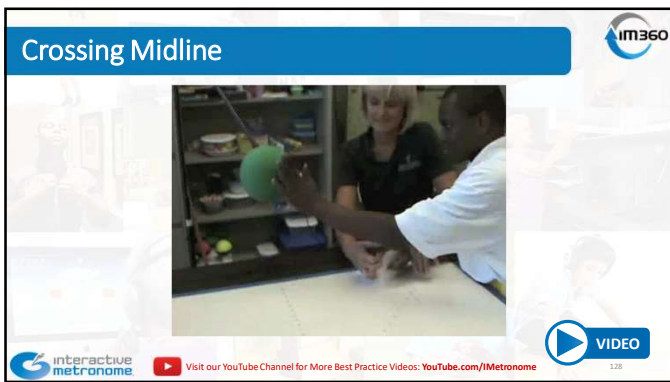 Crossing Midline
IM360
VIDEO
interactive
metronome
Visit our YouTube Channel for More Best Practice Videos: YouTube.com/IMetronome
128